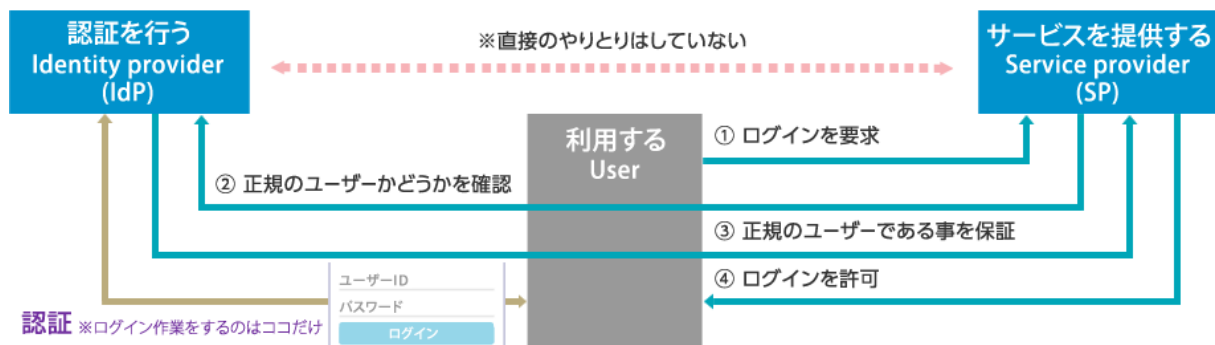 認証を行う
Identity provider
(IdP)
※直接のやりとりはしていない
サービスを提供する
Service provider
(SP)
利用する
User
① ログインを要求
② 正規のユーザーかどうかを確認
③ 正規のユーザーである事を保証
④ ログインを許可
ユーザーID
パスワード
ログイン
認証 ※ログイン作業をするのはココだけ